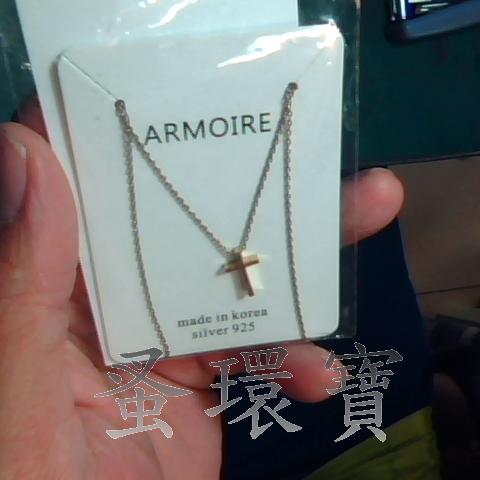 ARMOIRE
made in korea
silver 925
蚤環寶